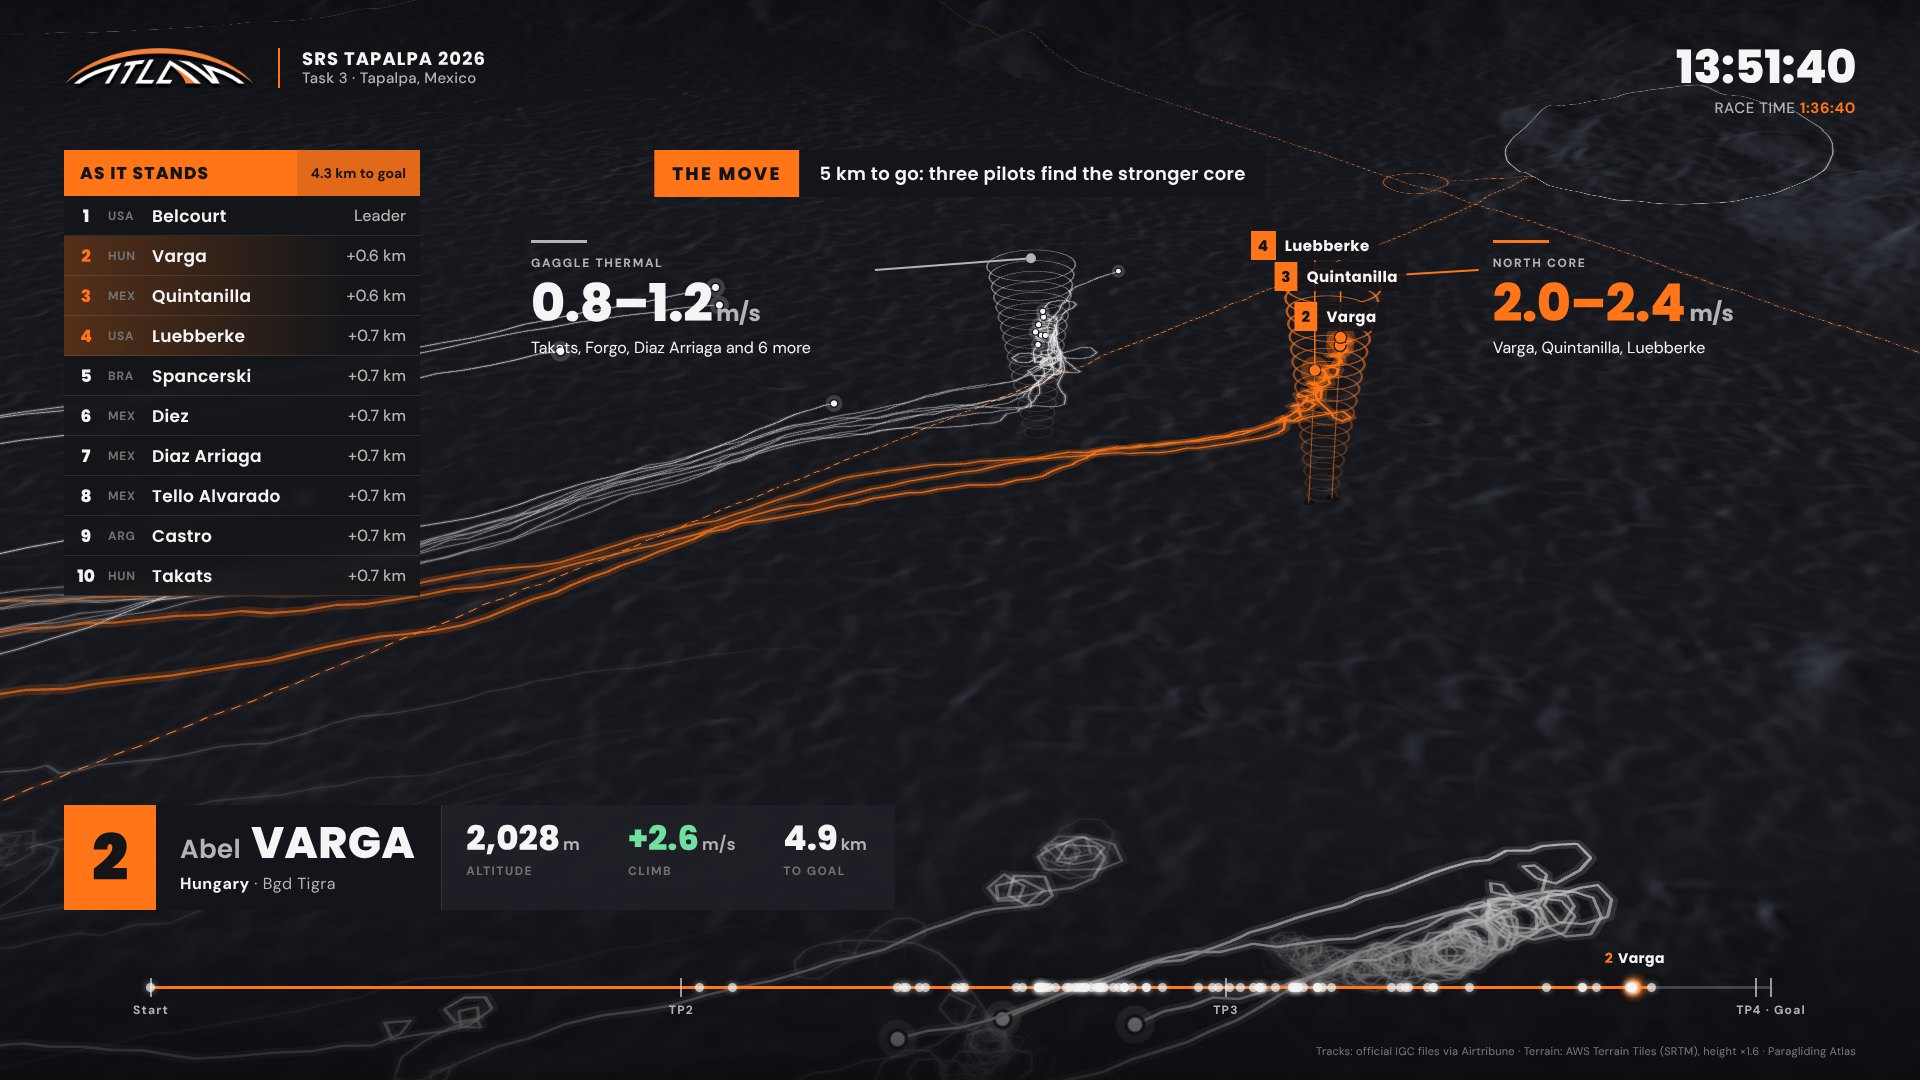 ATLAN
SRS TAPALPA 2026
Task 3 · Tapalpa, Mexico
13:51:40
RACE TIME 1:36:40
AS IT STANDS 4.3 km to goal
1 USA Belcourt Leader
2 HUN Varga +0.6 km
3 MEX Quintanilla +0.6 km
4 USA Luebberke +0.7 km
5 BRA Spancerski +0.7 km
6 MEX Diez +0.7 km
7 MEX Diaz Arriaga +0.7 km
8 MEX Tello Alvarado +0.7 km
9 ARG Castro +0.7 km
10 HUN Takats +0.7 km
THE MOVE 5 km to go: three pilots find the stronger core
GAGGLE THERMAL
0.8–1.2 m/s
Takats, Forgo, Diaz Arriaga and 6 more
4 Luebberke
3 Quintanilla
2 Varga
NORTH CORE
2.0–2.4 m/s
Varga, Quintanilla, Luebberke
2 Abel VARGA
Hungary · Bgd Tigra
2,028 m +2.6 m/s 4.9 km
ALTITUDE CLIMB TO GOAL
2 Varga
Start TP2 TP3 TP4 · Goal
Tracks: official IGC files via Airtribune · Terrain: AWS Terrain Tiles (SRTM), height ×1.6 · Paragliding Atlas